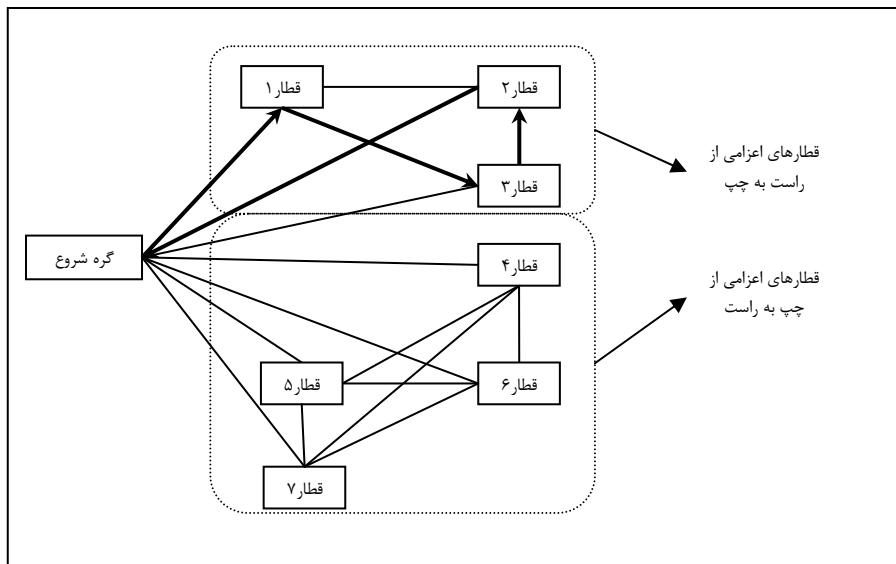 قطار۱
قطار۲
قطار۳
قطارهای اعزامی از
راست به چپ
گره شروع
قطار۴
قطارهای اعزامی از
چپ به راست
قطار۵
قطار۶
قطار۷